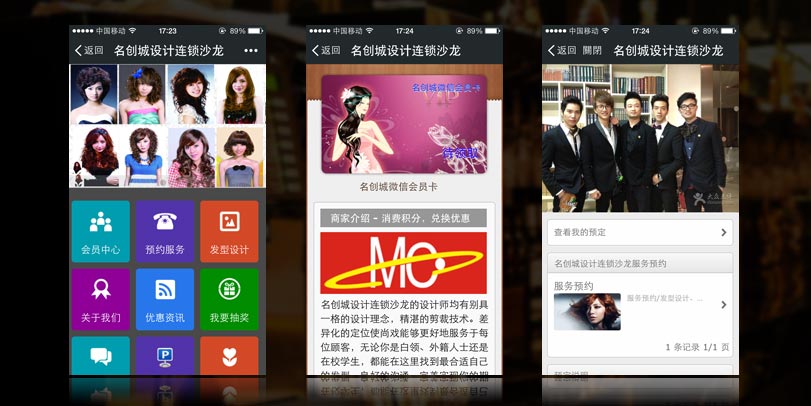 中国移动 17:23 89%
返回 名创城设计连锁沙龙
会员中心 预约服务 发型设计
关于我们 优惠资讯 我要抽奖
中国移动 17:24 89%
返回 名创城设计连锁沙龙
名创城微信会员卡
待领取
名创城微信会员卡
商家介绍 - 消费积分，兑换优惠
MC
名创城设计连锁沙龙的设计师均有别具
一格的设计理念，精湛的剪裁技术。差
异化的定位使尚戏能够更好地服务于每
位顾客，无论你是白领、外籍人士还是
在校学生，都能在这里找到最合适自己
中国移动 17:24 89%
返回 關閉 名创城设计连锁沙龙
大众点评
查看我的预定
名创城设计连锁沙龙服务预约
服务预约
服务预约/发型设计，...
1 条记录 1/1 页
预定说明